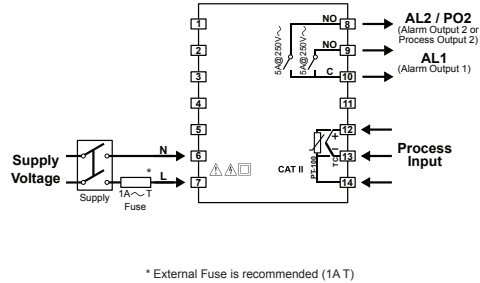 1
2
3
4
5
6
7
8
9
10
11
12
13
14
NO
NO
C
5A@250V~
5A@250V~
AL2 / PO2
(Alarm Output 2 or
Process Output 2)
AL1
(Alarm Output 1)
Process
Input
PT-100
TC
+
CAT II
Supply
Voltage
N
L
*
Supply
1A~ T
Fuse
* External Fuse is recommended (1A T)